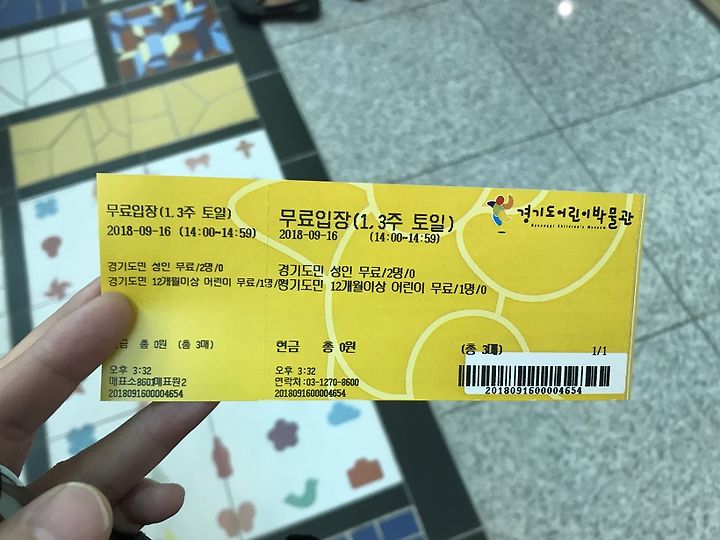 무료입장(1,3주 토일)
2018-09-16 (14:00~14:59)
경기도민 성인 무료/2명/0
경기도민 12개월이상 어린이 무료/1명/0
현금 총 0원 (총 3매)
오후 3:32
매표소8601매표원2
2018091600004654
경기도어린이박물관
Gyeonggi Children's Museum
무료입장(1,3주 토일)
2018-09-16 (14:00~14:59)
경기도민 성인 무료/2명/0
경기도민 12개월이상 어린이 무료/1명/0
현금 총 0원 (총 3매) 1/1
오후 3:32
연락처:03-1270-8600
2018091600004654
2018091600004654